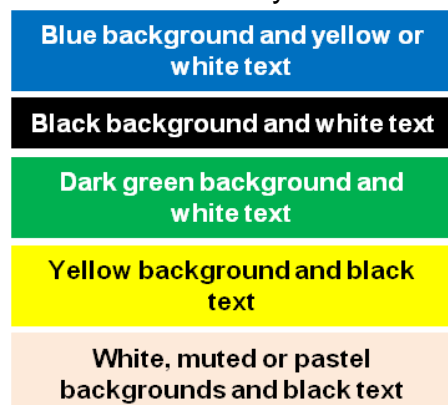 Blue background and yellow or
white text
Black background and white text
Dark green background and
white text
Yellow background and black
text
White, muted or pastel
backgrounds and black text